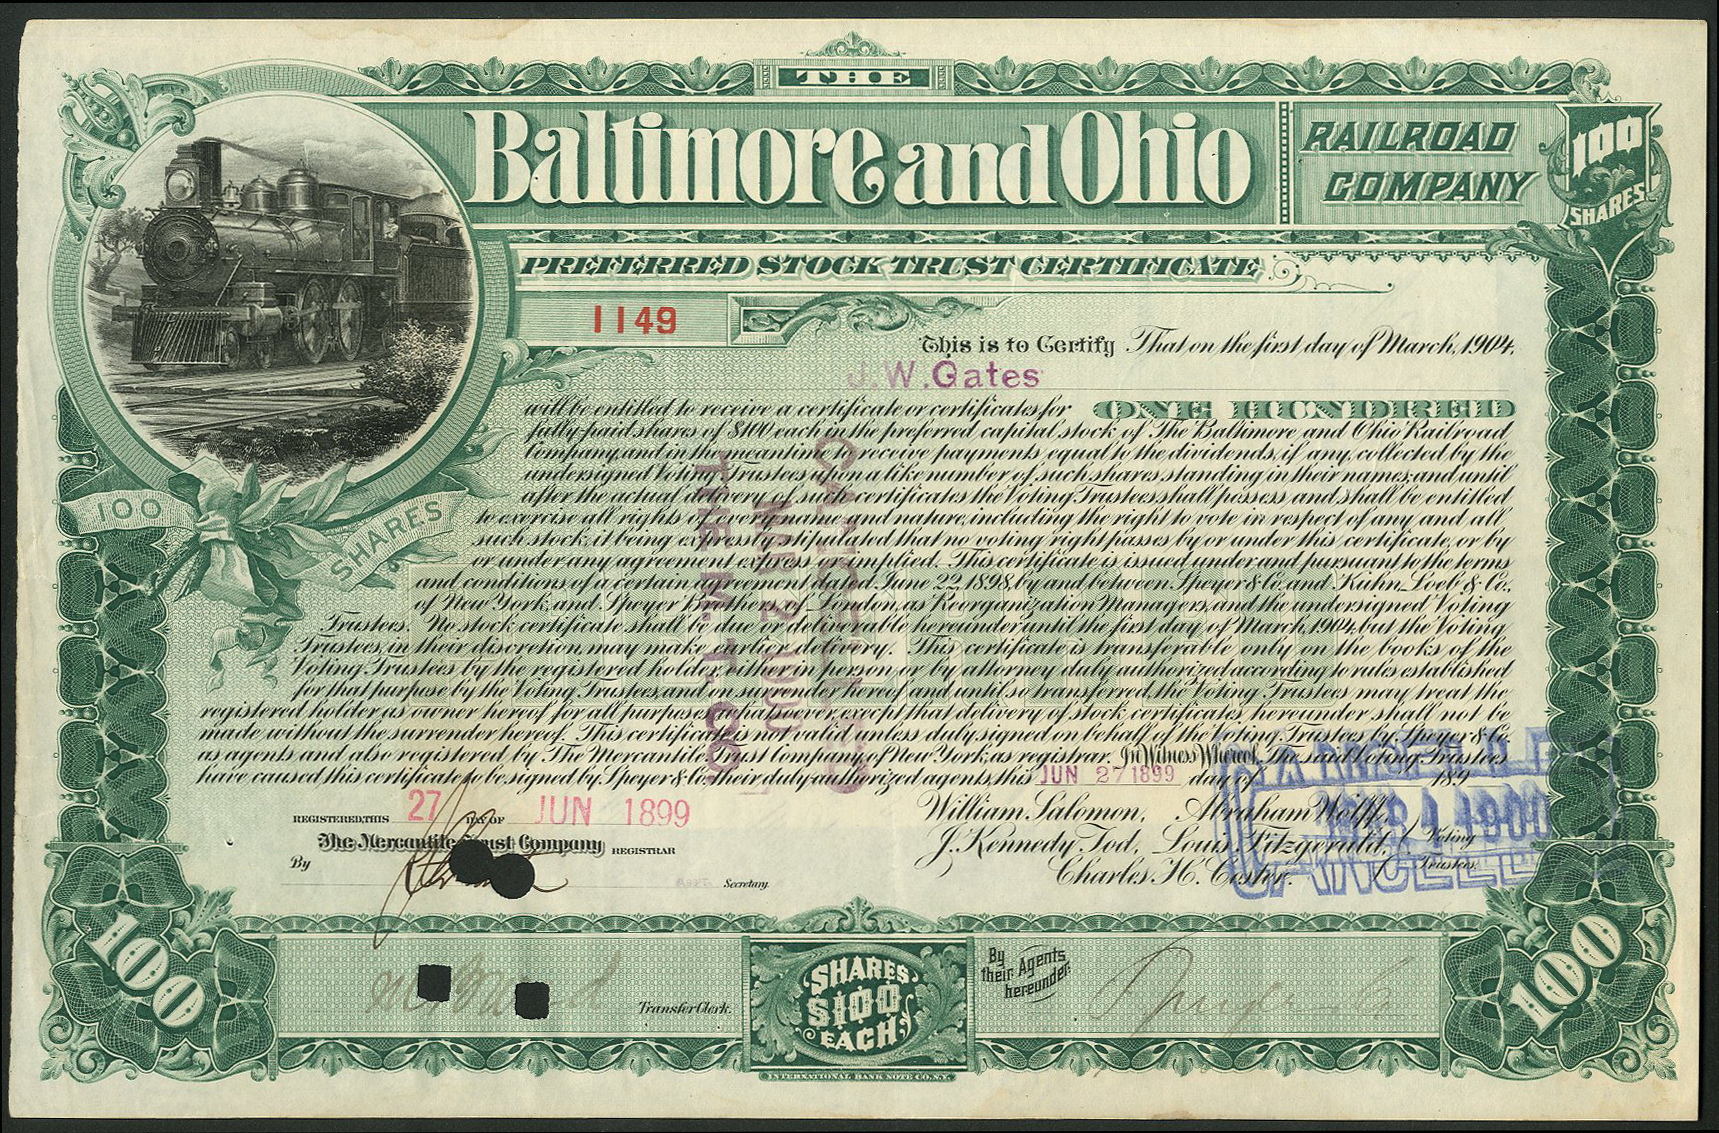 THE
Baltimore and Ohio
RAILROAD
COMPANY
100
SHARES
PREFERRED STOCK TRUST CERTIFICATE
1149
This is to Certify That on the first day of March, 1904,
J.W.Gates
will be entitled to receive a certificate or certificates for ONE HUNDRED
fully paid shares of $100 each in the preferred capital stock of The Baltimore and Ohio Railroad
Company, and in the meantime to receive payments equal to the dividends, if any, collected by the
undersigned Voting Trustees upon a like number of such shares standing in their names; and until
after the actual delivery of such certificates the Voting Trustees shall possess and shall be entitled
to exercise all rights of every name and nature, including the right to vote in respect of any and all
such stock; it being expressly stipulated that no voting right passes by or under this certificate, or by
or under any agreement express or implied. This certificate is issued under and pursuant to the terms
and conditions of a certain agreement dated June 22, 1898, by and between Speyer & Co. and Kuhn, Loeb & Co.,
of New York, and Speyer Brothers, of London, as Reorganization Managers, and the undersigned Voting
Trustees. No stock certificate shall be due or deliverable hereunder until the first day of March, 1904, but the Voting
Trustees, in their discretion, may make earlier delivery. This certificate is transferable only on the books of the
Voting Trustees by the registered holder, either in person or by attorney duly authorized according to rules established
for that purpose by the Voting Trustees, and on surrender hereof; and until so transferred, the Voting Trustees may treat the
registered holder as owner hereof for all purposes whatsoever, except that delivery of stock certificates hereunder shall not be
made without the surrender hereof. This certificate is not valid unless duly signed on behalf of the Voting Trustees by Speyer & Co.
as agents and also registered by The Mercantile Trust Company of New York, as registrar. In Witness Whereof, The said Voting Trustees
have caused this certificate to be signed by Speyer & Co. their duly authorized agents, this JUN 27 1899 day of 189
100
SHARES
CANCELLED
THE M. T. CO.
REGISTERED, THIS 27 DAY OF JUN 1899
The Mercantile Trust Company REGISTRAR
By
ASST. Secretary.
William Salomon, Abraham Wolff,
J. Kennedy Tod, Louis Fitzgerald,
Charles H. Coster.
Voting
Trustees.
CANCELLED
100
Transfer Clerk.
SHARES
$100
EACH
By
their Agents
hereunder:
Speyer & Co
100
INTERNATIONAL BANK NOTE CO. N.Y.